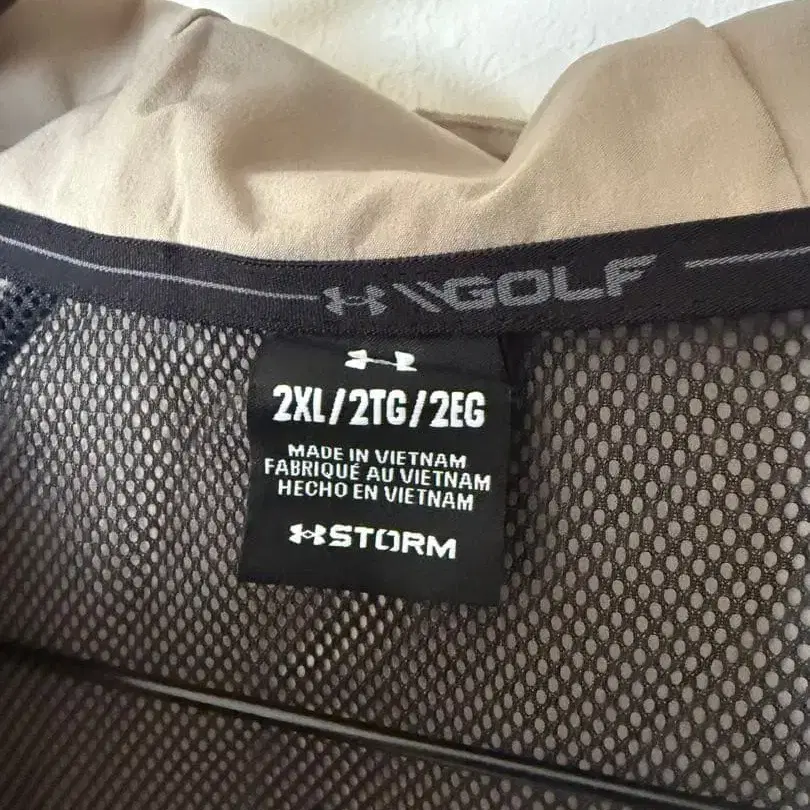 \\GOLF
2XL/2TG/2EG
MADE IN VIETNAM
FABRIQUÉ AU VIETNAM
HECHO EN VIETNAM
STORM